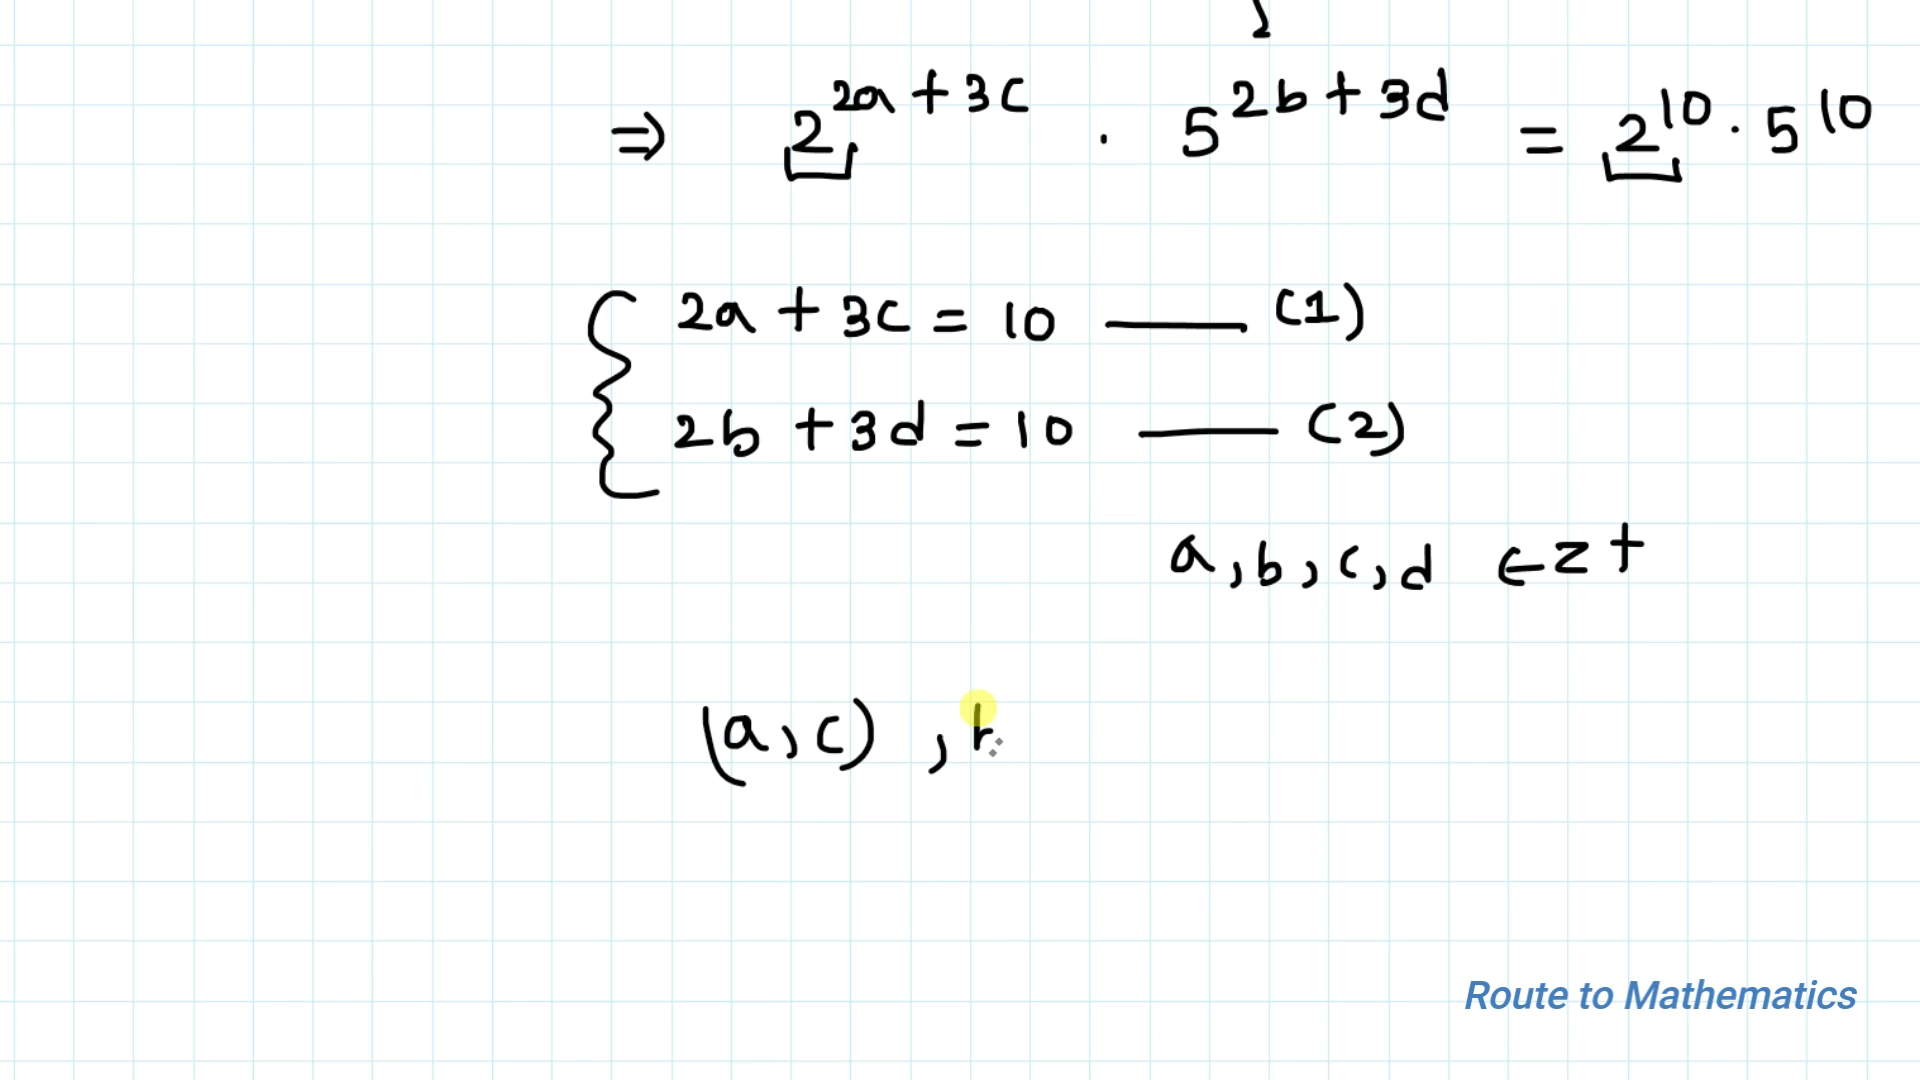 ⇒ 2^{2a+3c} . 5^{2b+3d} = 2^{10} . 5^{10}
{ 2a + 3c = 10 —— (1)
2b + 3d = 10 —— (2)
a, b, c, d ∈ z+
(a, c) ,
Route to Mathematics